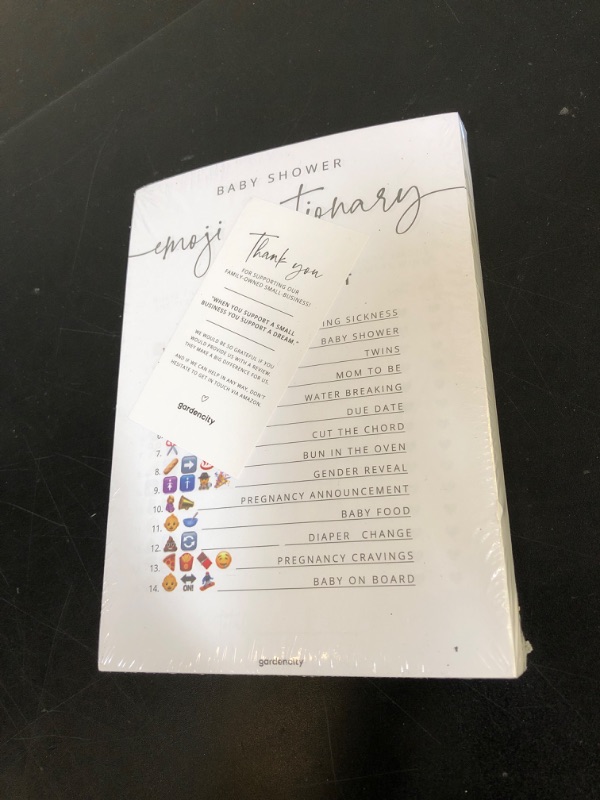 BABY SHOWER
emoji tionary
Thank you
FOR SUPPORTING OUR
FAMILY-OWNED SMALL-BUSINESS!
"WHEN YOU SUPPORT A SMALL
BUSINESS YOU SUPPORT A DREAM."
WE WOULD BE SO GRATEFUL IF YOU
WOULD PROVIDE US WITH A REVIEW,
THEY MAKE A BIG DIFFERENCE FOR US.
AND IF WE CAN HELP IN ANY WAY, DON'T
HESITATE TO GET IN TOUCH VIA AMAZON.
gardencity
ING SICKNESS
BABY SHOWER
TWINS
MOM TO BE
WATER BREAKING
DUE DATE
CUT THE CHORD
7.
BUN IN THE OVEN
8.
GENDER REVEAL
9.
PREGNANCY ANNOUNCEMENT
10.
BABY FOOD
11.
DIAPER CHANGE
12.
PREGNANCY CRAVINGS
13.
BABY ON BOARD
14.
ON!
gardencity